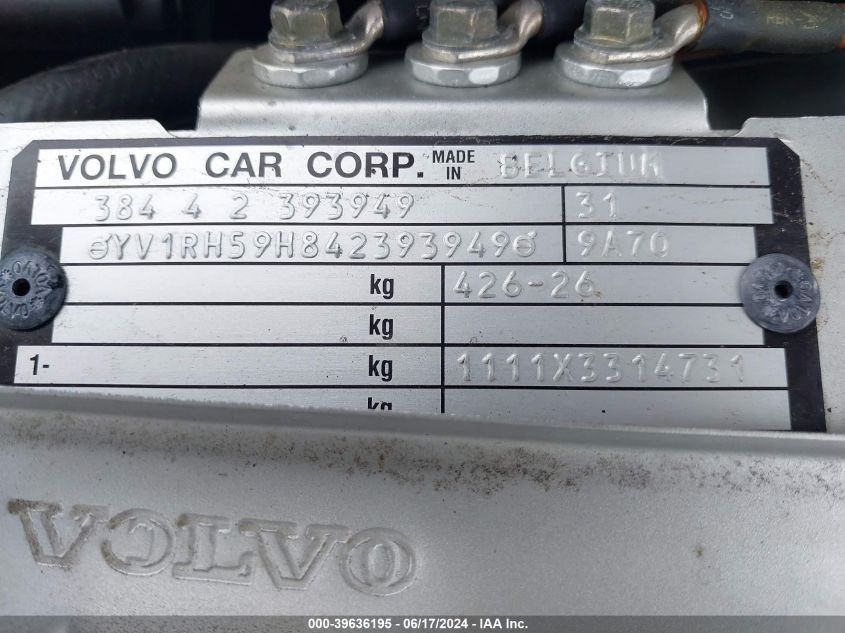 VOLVO CAR CORP. MADE IN BELGIUM
384 4 2 393949 31
YV1RH59H842393949 9A70
kg 426-26
kg
1- kg 1111X3314731
kg
VOLVO
000-39636195 - 06/17/2024 - IAA Inc.